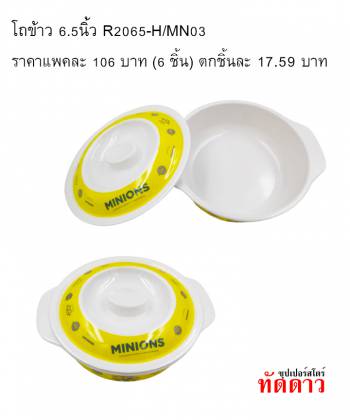 โถข้าว 6.5นิ้ว R2065-H/MN03
ราคาแพคละ 106 บาท (6 ชิ้น) ตกชิ้นละ 17.59 บาท
MINIONS
MINIONS
ซุปเปอร์สโตร์
ทัดดาว